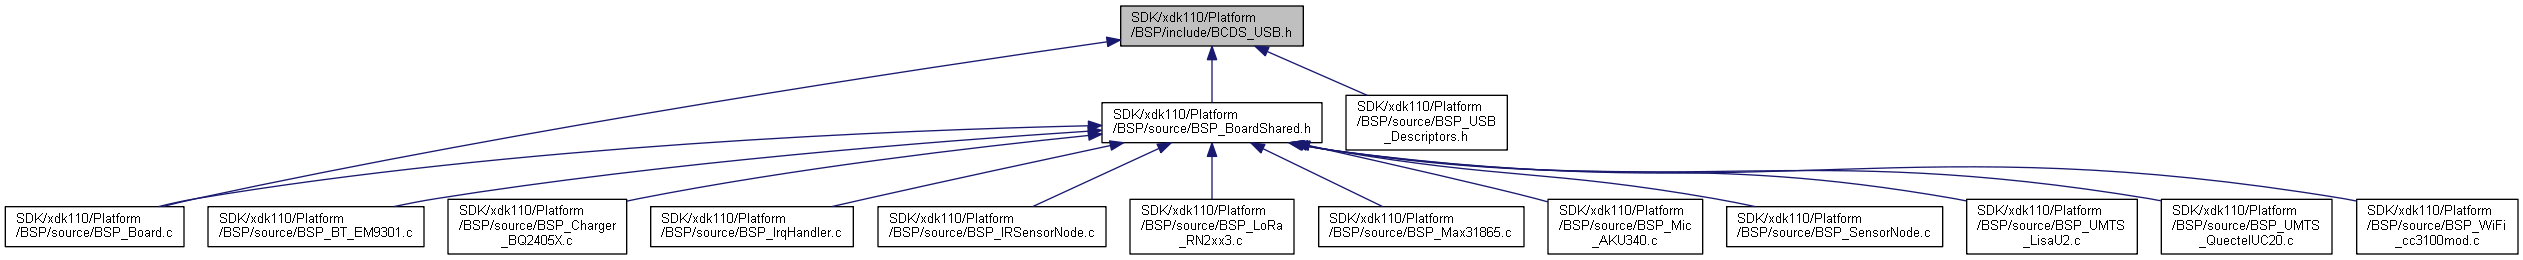 SDK/xdk110/Platform
/BSP/include/BCDS_USB.h
SDK/xdk110/Platform
/BSP/source/BSP_BoardShared.h
SDK/xdk110/Platform
/BSP/source/BSP_USB
_Descriptors.h
SDK/xdk110/Platform
/BSP/source/BSP_Board.c
SDK/xdk110/Platform
/BSP/source/BSP_BT_EM9301.c
SDK/xdk110/Platform
/BSP/source/BSP_Charger
_BQ2405X.c
SDK/xdk110/Platform
/BSP/source/BSP_IrqHandler.c
SDK/xdk110/Platform
/BSP/source/BSP_IRSensorNode.c
SDK/xdk110/Platform
/BSP/source/BSP_LoRa
_RN2xx3.c
SDK/xdk110/Platform
/BSP/source/BSP_Max31865.c
SDK/xdk110/Platform
/BSP/source/BSP_Mic
_AKU340.c
SDK/xdk110/Platform
/BSP/source/BSP_SensorNode.c
SDK/xdk110/Platform
/BSP/source/BSP_UMTS
_LisaU2.c
SDK/xdk110/Platform
/BSP/source/BSP_UMTS
_QuectelUC20.c
SDK/xdk110/Platform
/BSP/source/BSP_WiFi
_cc3100mod.c